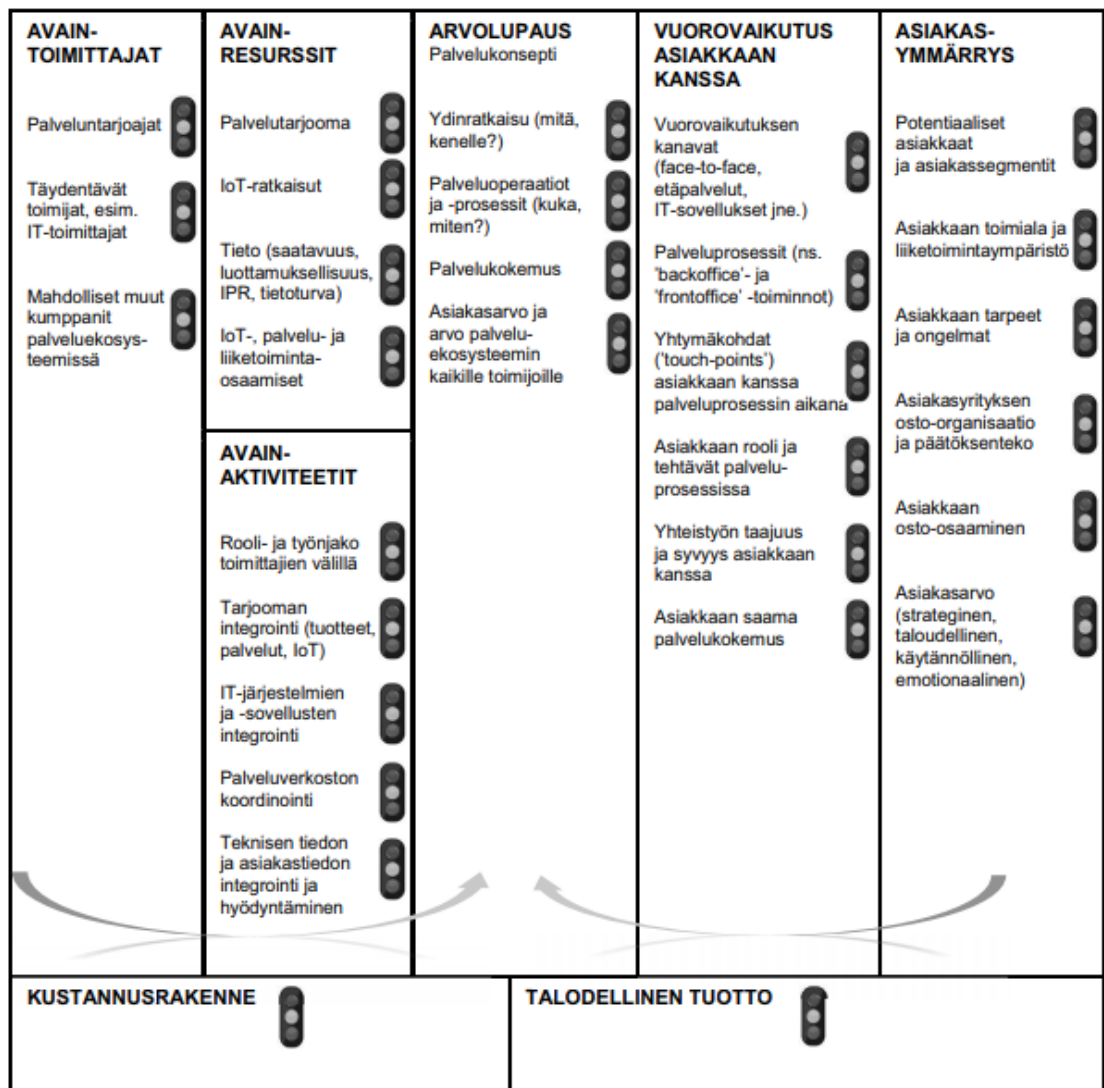 AVAIN-
TOIMITTAJAT
Palveluntarjoajat
Täydentävät
toimijat, esim.
IT-toimittajat
Mahdolliset muut
kumppanit
palveluekosys-
teemissä
AVAIN-
RESURSSIT
Palvelutarjooma
IoT-ratkaisut
Tieto (saatavuus,
luottamuksellisuus,
IPR, tietoturva)
IoT-, palvelu- ja
liiketoiminta-
osaamiset
AVAIN-
AKTIVITEETIT
Rooli- ja työnjako
toimittajien välillä
Tarjooman
integrointi (tuotteet,
palvelut, IoT)
IT-järjestelmien
ja -sovellusten
integrointi
Palveluverkoston
koordinointi
Teknisen tiedon
ja asiakastiedon
integrointi ja
hyödyntäminen
ARVOLUPAUS
Palvelukonsepti
Ydinratkaisu (mitä,
kenelle?)
Palveluoperaatiot
ja -prosessit (kuka,
miten?)
Palvelukokemus
Asiakasarvo ja
arvo palvelu-
ekosysteemin
kaikille toimijoille
VUOROVAIKUTUS
ASIAKKAAN
KANSSA
Vuorovaikutuksen
kanavat
(face-to-face,
etäpalvelut,
IT-sovellukset jne.)
Palveluprosessit (ns.
'backoffice'- ja
'frontoffice' -toiminnot)
Yhtymäkohdat
('touch-points')
asiakkaan kanssa
palveluprosessin aikana
Asiakkaan rooli ja
tehtävät palvelu-
prosessissa
Yhteistyön taajuus
ja syvyys asiakkaan
kanssa
Asiakkaan saama
palvelukokemus
ASIAKAS-
YMMÄRRYS
Potentiaaliset
asiakkaat
ja asiakassegmentit
Asiakkaan toimiala ja
liiketoimintaympäristö
Asiakkaan tarpeet
ja ongelmat
Asiakasyrityksen
osto-organisaatio
ja päätöksenteko
Asiakkaan
osto-osaaminen
Asiakasarvo
(strateginen,
taloudellinen,
käytännöllinen,
emotionaalinen)
KUSTANNUSRAKENNE
TALODELLINEN TUOTTO